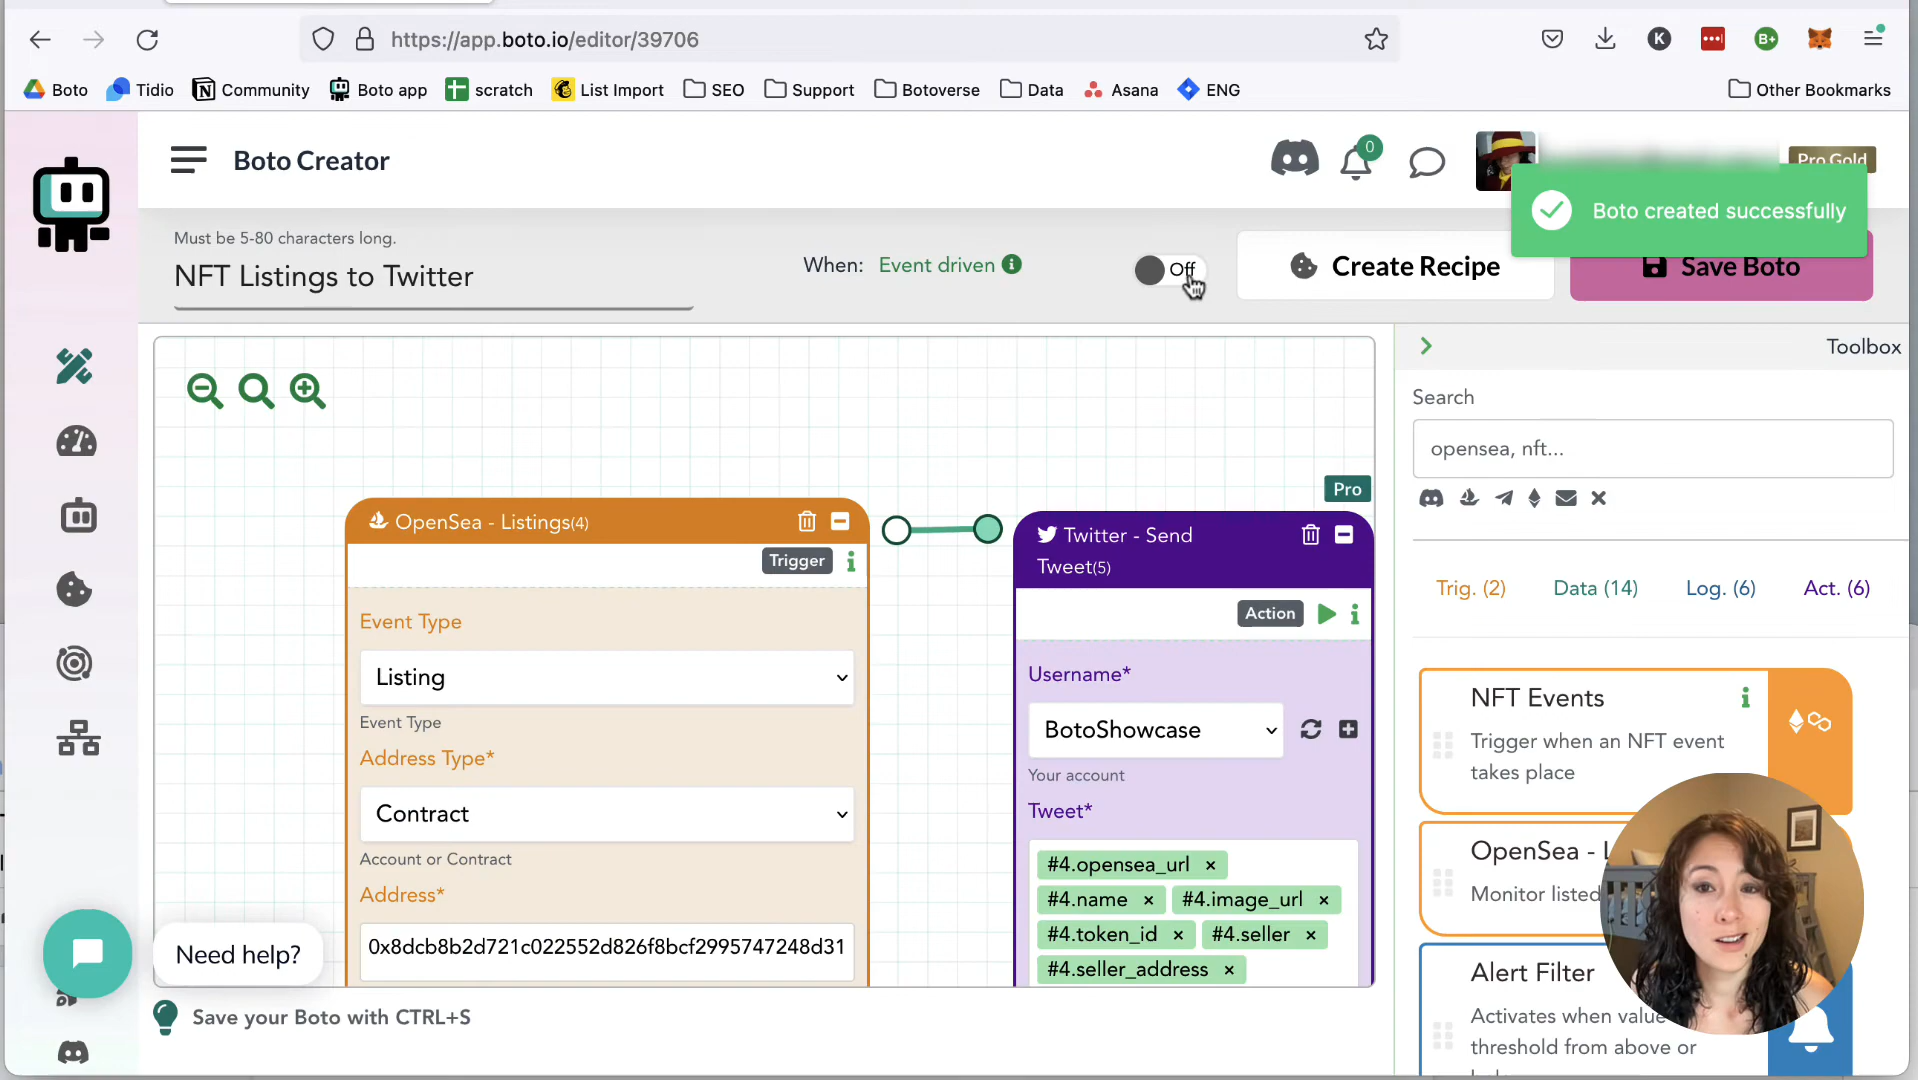 https://app.boto.io/editor/39706
K
B+
Boto
Tidio
Community
Boto app
scratch
List Import
SEO
Support
Botoverse
Data
Asana
ENG
Other Bookmarks
Boto Creator
0
Pro Gold
Boto created successfully
Must be 5-80 characters long.
NFT Listings to Twitter
When: Event driven
Off
Create Recipe
Save Boto
Toolbox
Search
opensea, nft...
Pro
OpenSea - Listings(4)
Trigger
Event Type
Listing
Event Type
Address Type*
Contract
Account or Contract
Address*
0x8dcb8b2d721c022552d826f8bcf2995747248d31
Twitter - Send
Tweet(5)
Action
Username*
BotoShowcase
Your account
Tweet*
#4.opensea_url ×
#4.name × #4.image_url ×
#4.token_id × #4.seller ×
#4.seller_address ×
Trig. (2) Data (14) Log. (6) Act. (6)
NFT Events
Trigger when an NFT event
takes place
OpenSea -
Monitor listed
Alert Filter
Activates when value
threshold from above or
Need help?
Save your Boto with CTRL+S